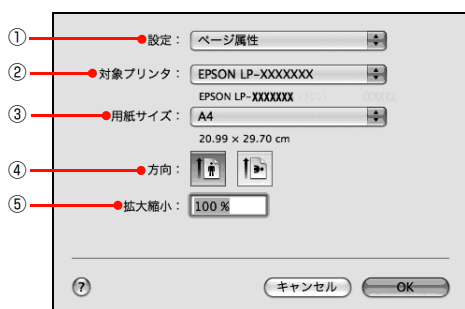 ① 設定： ページ属性
② 対象プリンタ： EPSON LP-XXXXXXX
EPSON LP-XXXXXXX
③ 用紙サイズ： A4
20.99 × 29.70 cm
④ 方向：
⑤ 拡大縮小： 100 %
? キャンセル OK